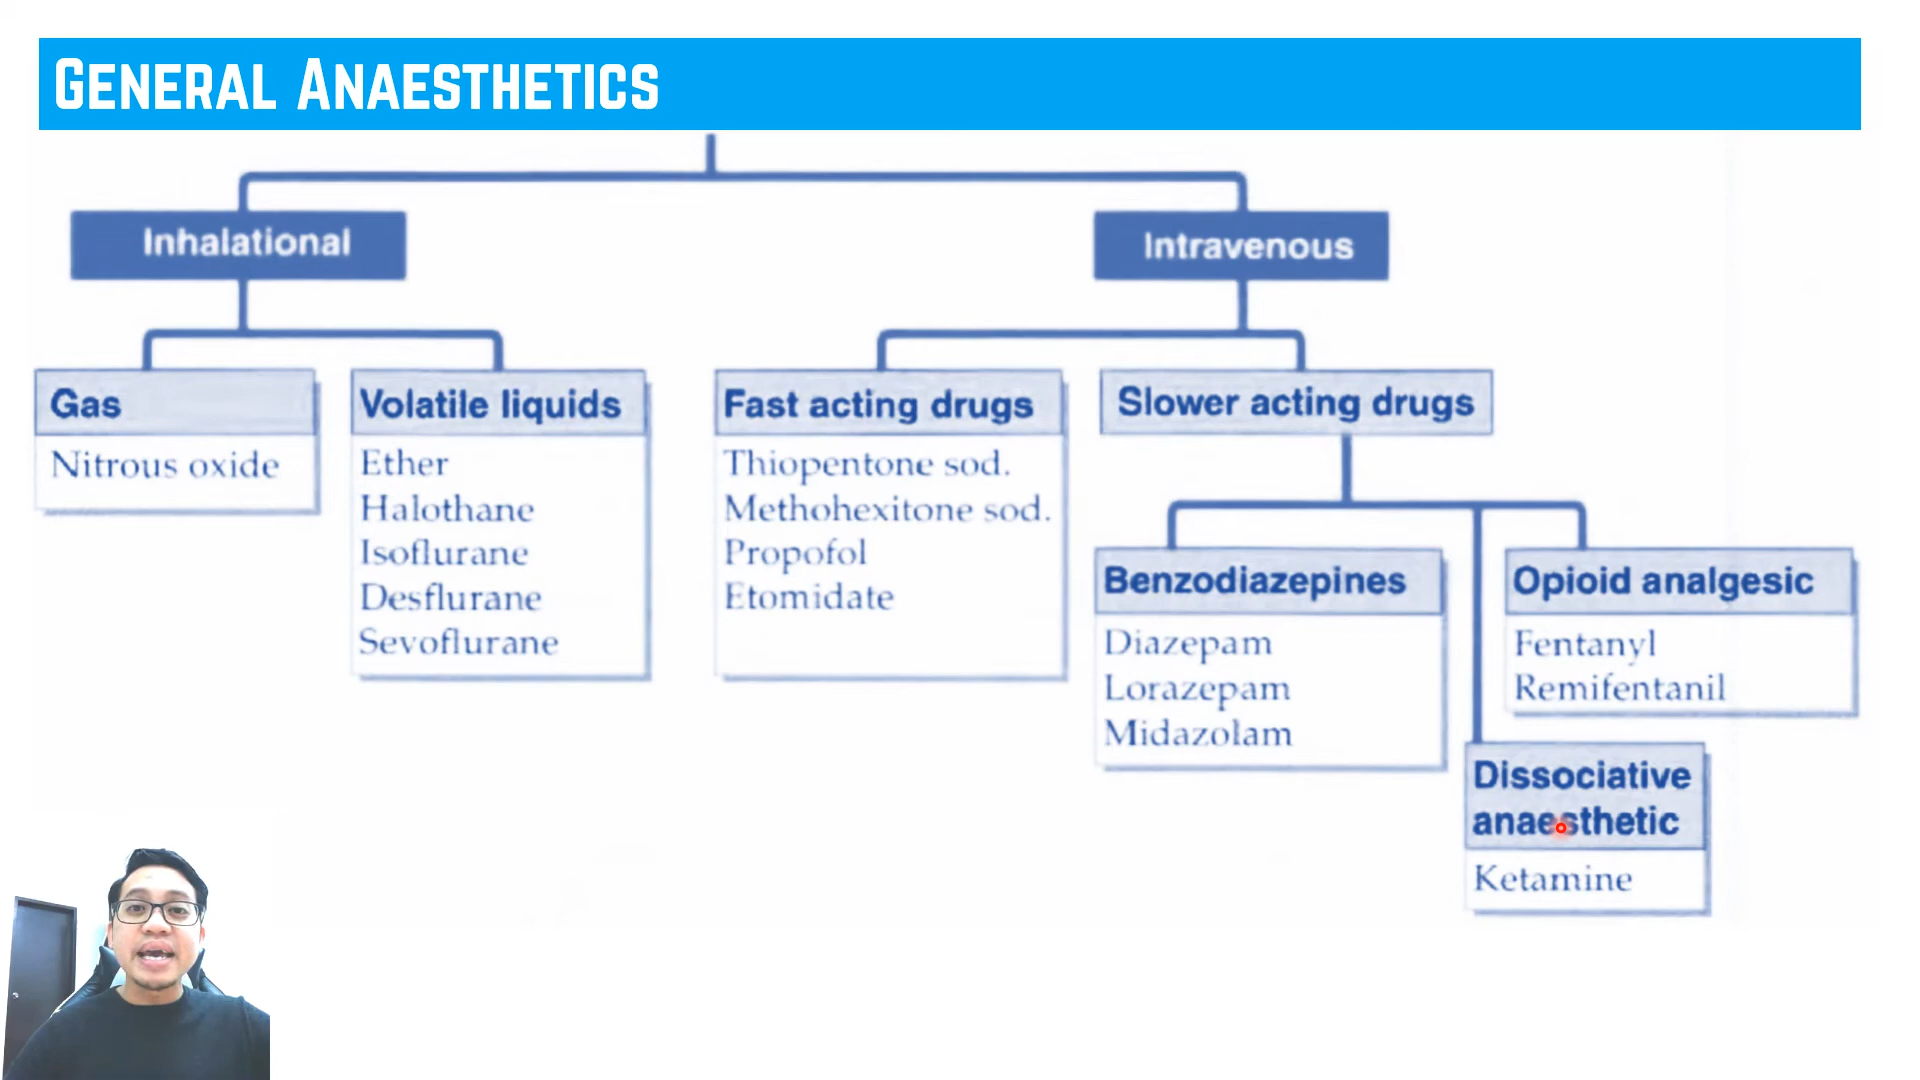 GENERAL ANAESTHETICS
Inhalational
Intravenous
Gas
Nitrous oxide
Volatile liquids
Ether
Halothane
Isoflurane
Desflurane
Sevoflurane
Fast acting drugs
Thiopentone sod.
Methohexitone sod.
Propofol
Etomidate
Slower acting drugs
Benzodiazepines
Diazepam
Lorazepam
Midazolam
Opioid analgesic
Fentanyl
Remifentanil
Dissociative
anaesthetic
Ketamine